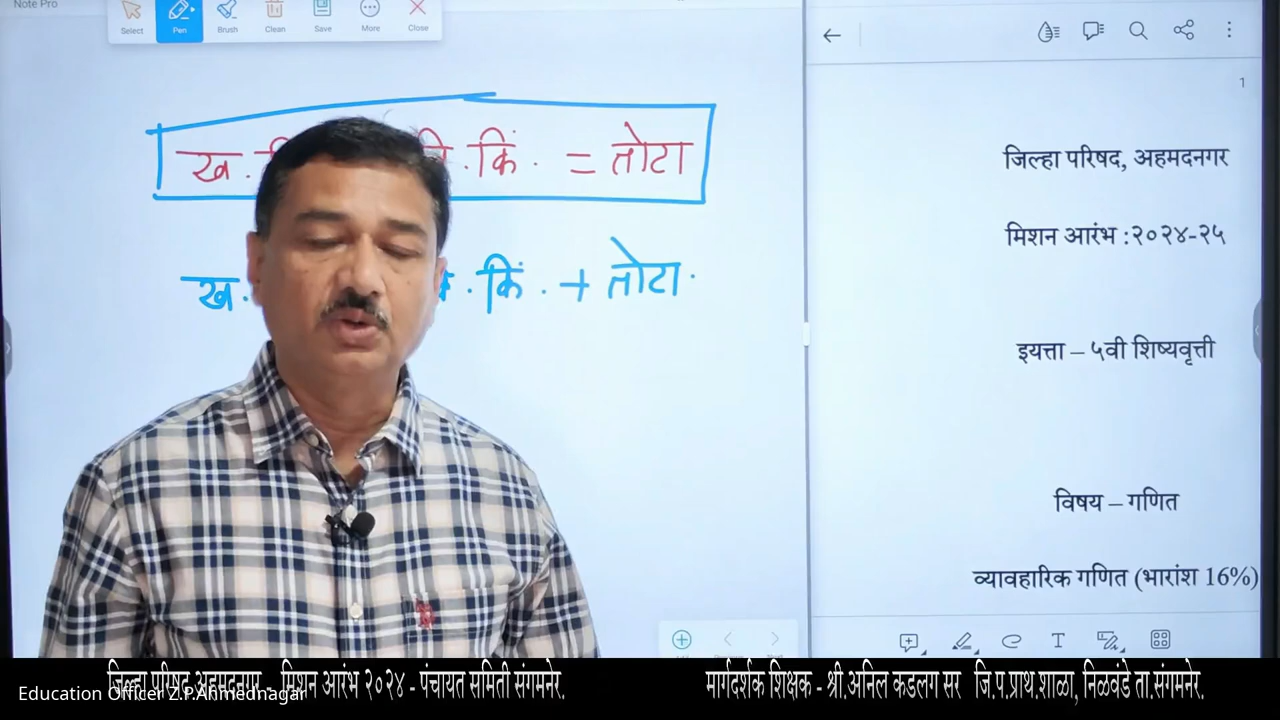 Note Pro
Select Pen Brush Clean Save More Close
ख. कि. = तोटा
ख. . किं. + तोटा.
1
जिल्हा परिषद, अहमदनगर
मिशन आरंभ :२०२४-२५
इयत्ता – ५वी शिष्यवृत्ती
विषय – गणित
व्यावहारिक गणित (भारांश 16%)
जिल्हा परिषद अहमदनगर - मिशन आरंभ २०२४ - पंचायत समिती संगमनेर.
मार्गदर्शक शिक्षक - श्री.अनिल कडलग सर जि.प.प्राथ.शाळा, निळवंडे ता.संगमनेर.
Education Officer Z.P.Ahmednagar